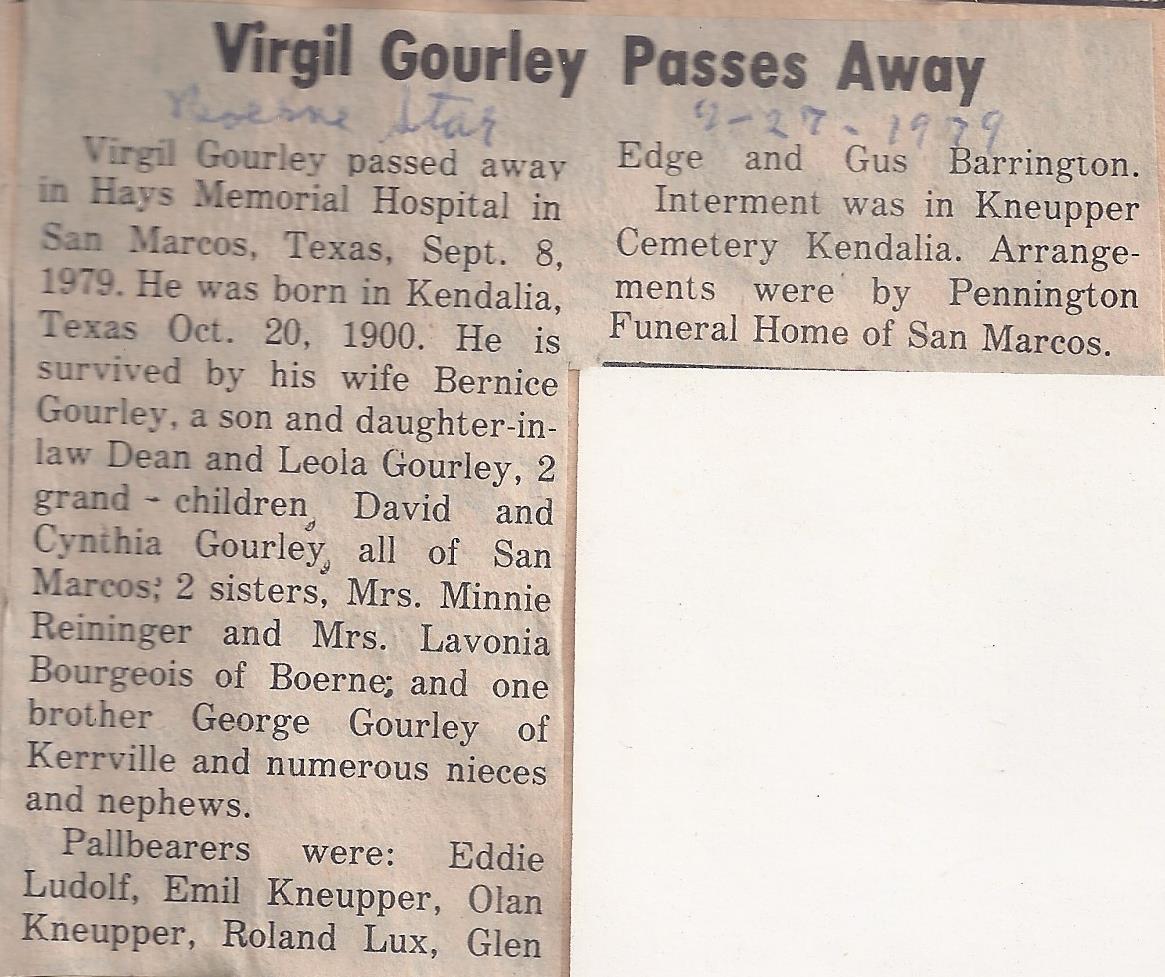 Virgil Gourley Passes Away
Boerne Star
9-27-1979
Virgil Gourley passed away
in Hays Memorial Hospital in
San Marcos, Texas, Sept. 8,
1979. He was born in Kendalia,
Texas Oct. 20, 1900. He is
survived by his wife Bernice
Gourley, a son and daughter-in-
law Dean and Leola Gourley, 2
grand - children, David and
Cynthia Gourley, all of San
Marcos; 2 sisters, Mrs. Minnie
Reininger and Mrs. Lavonia
Bourgeois of Boerne; and one
brother George Gourley of
Kerrville and numerous nieces
and nephews.
Pallbearers were: Eddie
Ludolf, Emil Kneupper, Olan
Kneupper, Roland Lux, Glen
Edge and Gus Barrington.
Interment was in Kneupper
Cemetery Kendalia. Arrange-
ments were by Pennington
Funeral Home of San Marcos.